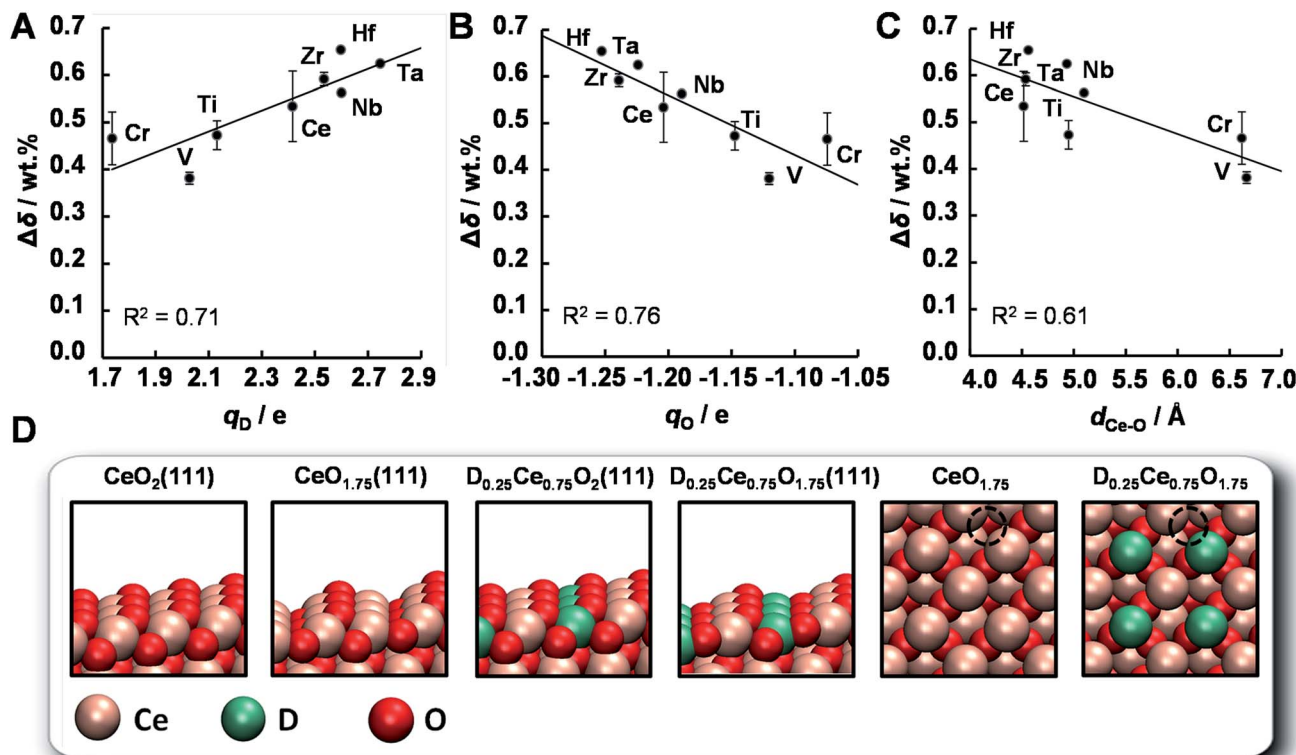 A
Δδ / wt.%
0.7
0.6
0.5
0.4
0.3
0.2
0.1
0.0
Cr
V
Ti
Ce
Zr
Hf
Nb
Ta
R² = 0.71
1.7 2.1 2.3 2.5 2.7 2.9
q_D / e
B
Δδ / wt.%
0.7
0.6
0.5
0.4
0.3
0.2
0.1
0.0
Hf Ta
Zr
Nb
Ce
Ti
V
Cr
R² = 0.76
-1.30 -1.25 -1.20 -1.15 -1.10 -1.05
q_O / e
C
Δδ / wt.%
0.7
0.6
0.5
0.4
0.3
0.2
0.1
0.0
Hf
Zr
Ta
Nb
Ce
Ti
Cr
V
R² = 0.61
4.0 4.5 5.0 5.5 6.0 6.5 7.0
d_Ce-O / Å
D
CeO₂(111) CeO₁.₇₅(111) D₀.₂₅Ce₀.₇₅O₂(111) D₀.₂₅Ce₀.₇₅O₁.₇₅(111) CeO₁.₇₅ D₀.₂₅Ce₀.₇₅O₁.₇₅
Ce D O